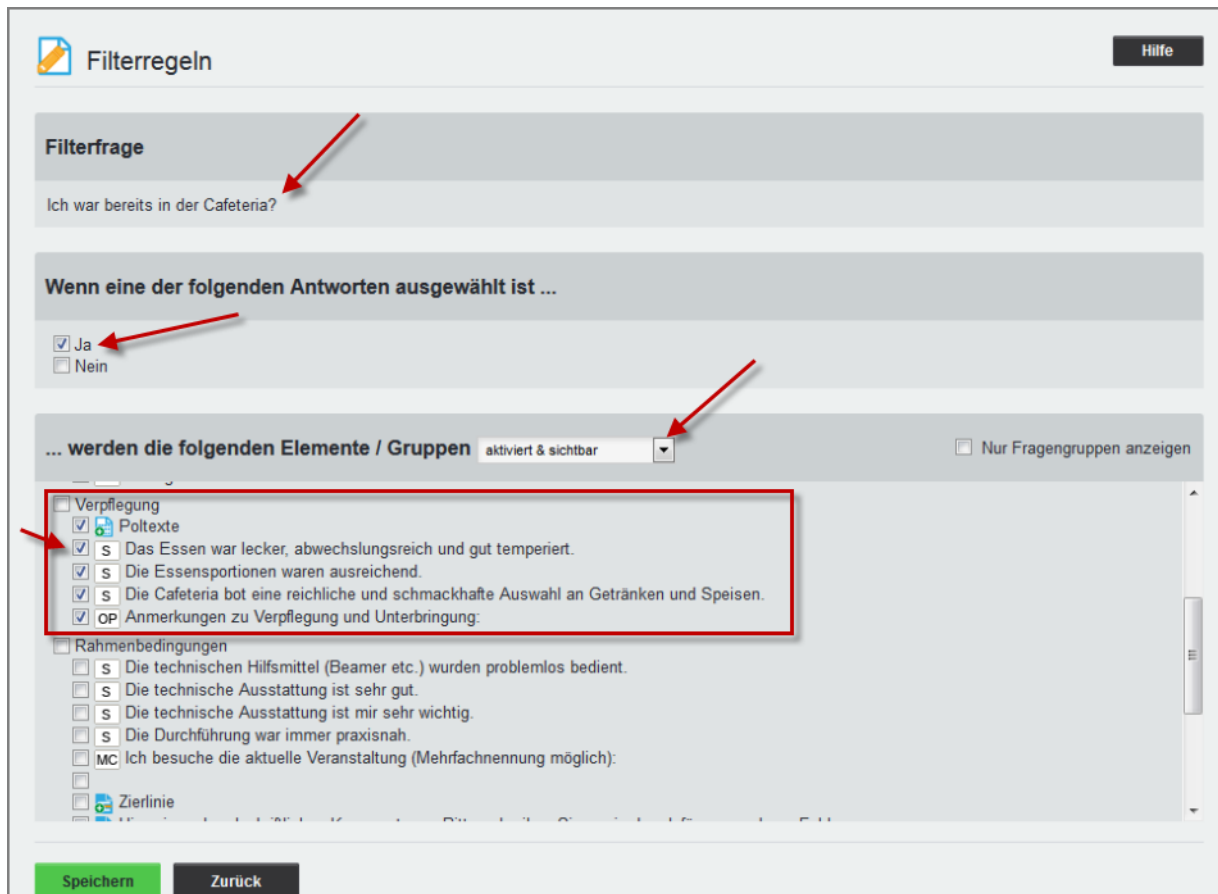 Filterregeln
Hilfe
Filterfrage
Ich war bereits in der Cafeteria?
Wenn eine der folgenden Antworten ausgewählt ist ...
Ja
Nein
... werden die folgenden Elemente / Gruppen aktiviert & sichtbar Nur Fragengruppen anzeigen
Verpflegung
Poltexte
S Das Essen war lecker, abwechslungsreich und gut temperiert.
S Die Essensportionen waren ausreichend.
S Die Cafeteria bot eine reichliche und schmackhafte Auswahl an Getränken und Speisen.
OP Anmerkungen zu Verpflegung und Unterbringung:
Rahmenbedingungen
S Die technischen Hilfsmittel (Beamer etc.) wurden problemlos bedient.
S Die technische Ausstattung ist sehr gut.
S Die technische Ausstattung ist mir sehr wichtig.
S Die Durchführung war immer praxisnah.
MC Ich besuche die aktuelle Veranstaltung (Mehrfachnennung möglich):
Zierlinie
Speichern Zurück